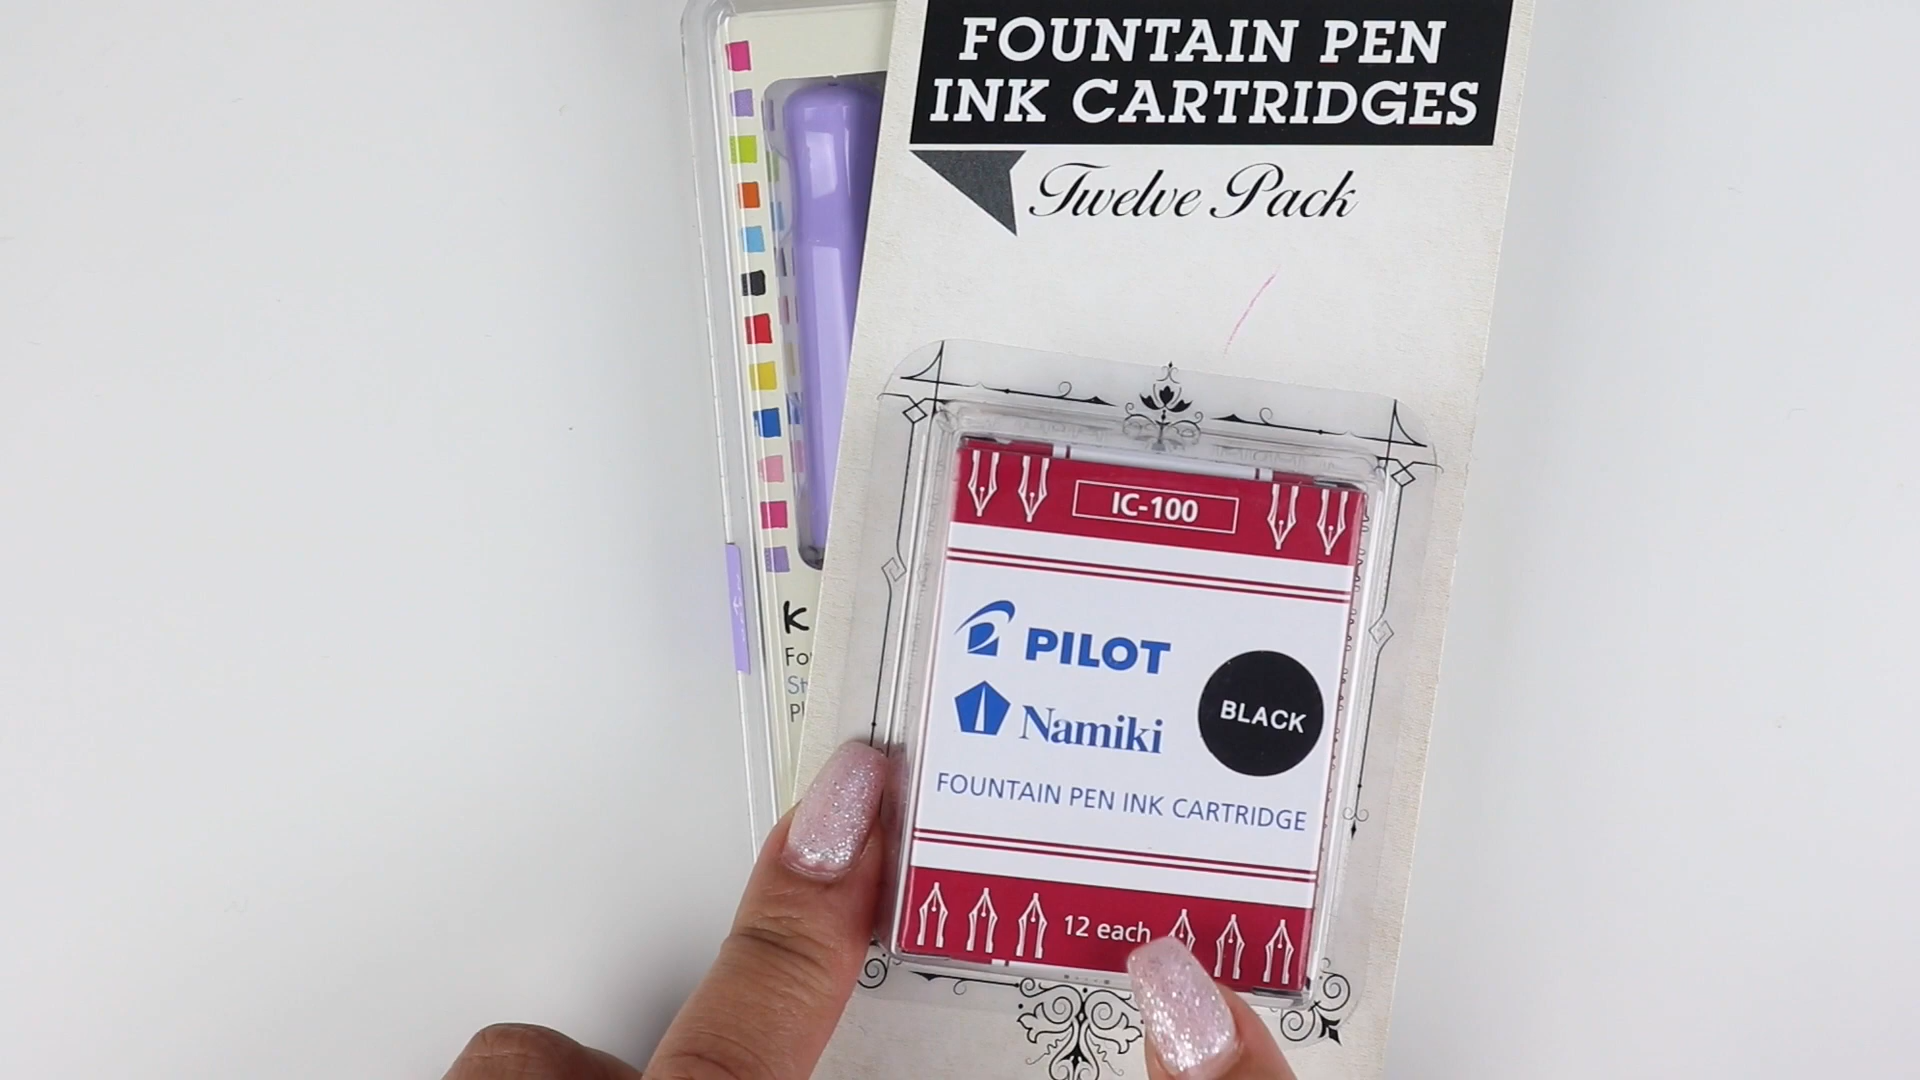 FOUNTAIN PEN
INK CARTRIDGES
Twelve Pack
IC-100
PILOT
Namiki
BLACK
FOUNTAIN PEN INK CARTRIDGE
12 each